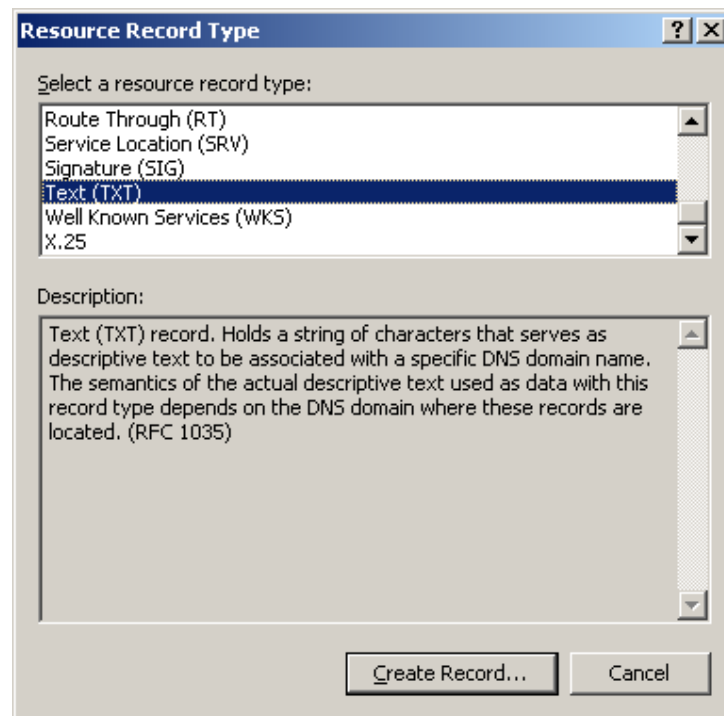 Resource Record Type
Select a resource record type:
Route Through (RT)
Service Location (SRV)
Signature (SIG)
Text (TXT)
Well Known Services (WKS)
X.25
Description:
Text (TXT) record. Holds a string of characters that serves as
descriptive text to be associated with a specific DNS domain name.
The semantics of the actual descriptive text used as data with this
record type depends on the DNS domain where these records are
located. (RFC 1035)
Create Record...
Cancel